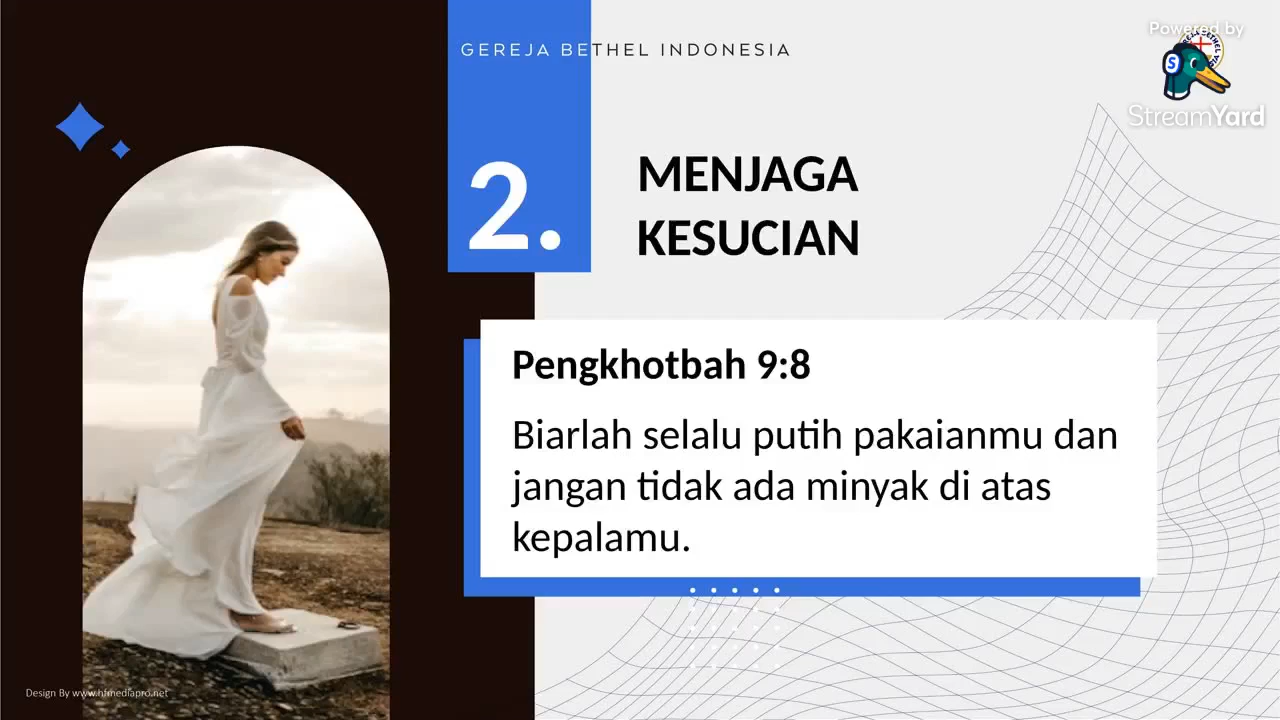 GEREJA BETHEL INDONESIA
Powered by
StreamYard
2.
MENJAGA
KESUCIAN
Pengkhotbah 9:8
Biarlah selalu putih pakaianmu dan
jangan tidak ada minyak di atas
kepalamu.
Design By www.hfmediapro.net